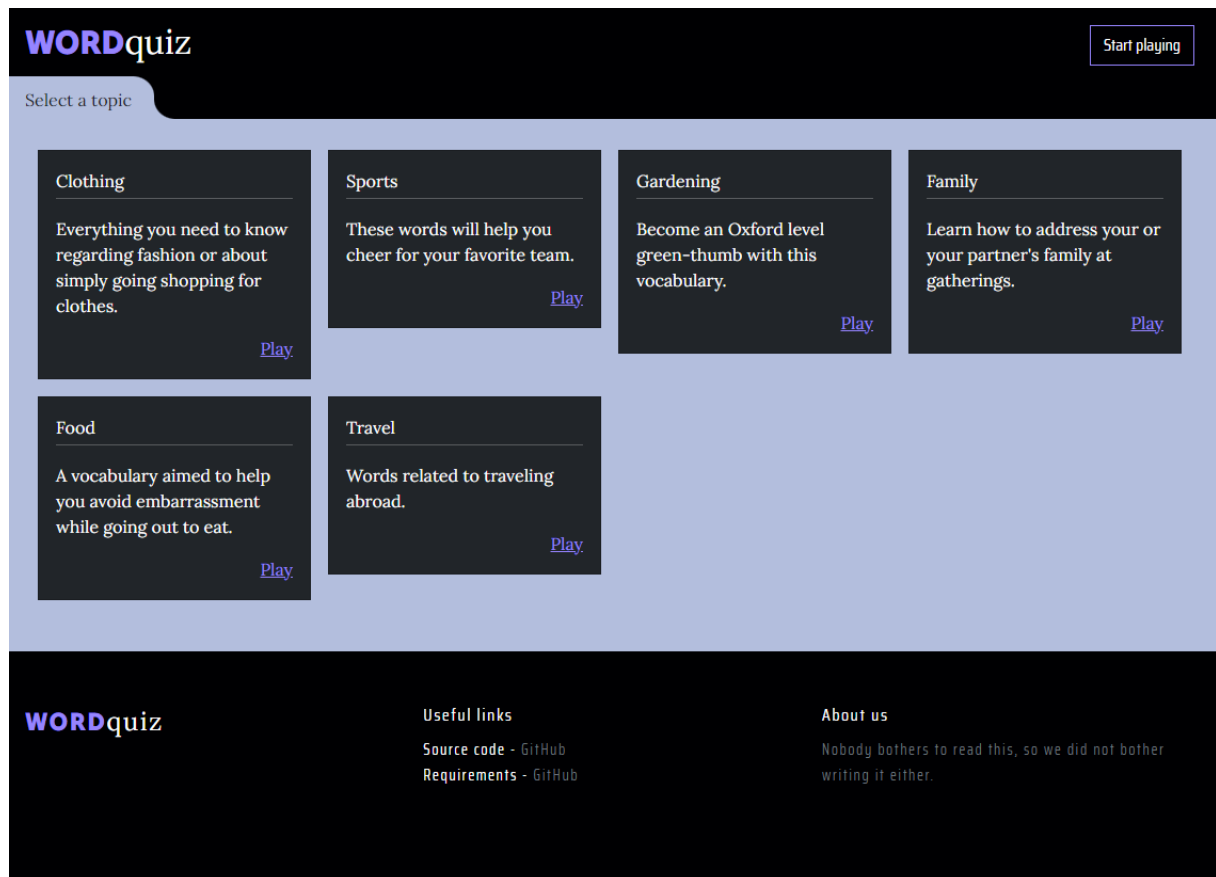 WORDquiz
Start playing
Select a topic
Clothing
Everything you need to know
regarding fashion or about
simply going shopping for
clothes.
Play
Sports
These words will help you
cheer for your favorite team.
Play
Gardening
Become an Oxford level
green-thumb with this
vocabulary.
Play
Family
Learn how to address your or
your partner's family at
gatherings.
Play
Food
A vocabulary aimed to help
you avoid embarrassment
while going out to eat.
Play
Travel
Words related to traveling
abroad.
Play
WORDquiz
Useful links
Source code - GitHub
Requirements - GitHub
About us
Nobody bothers to read this, so we did not bother
writing it either.